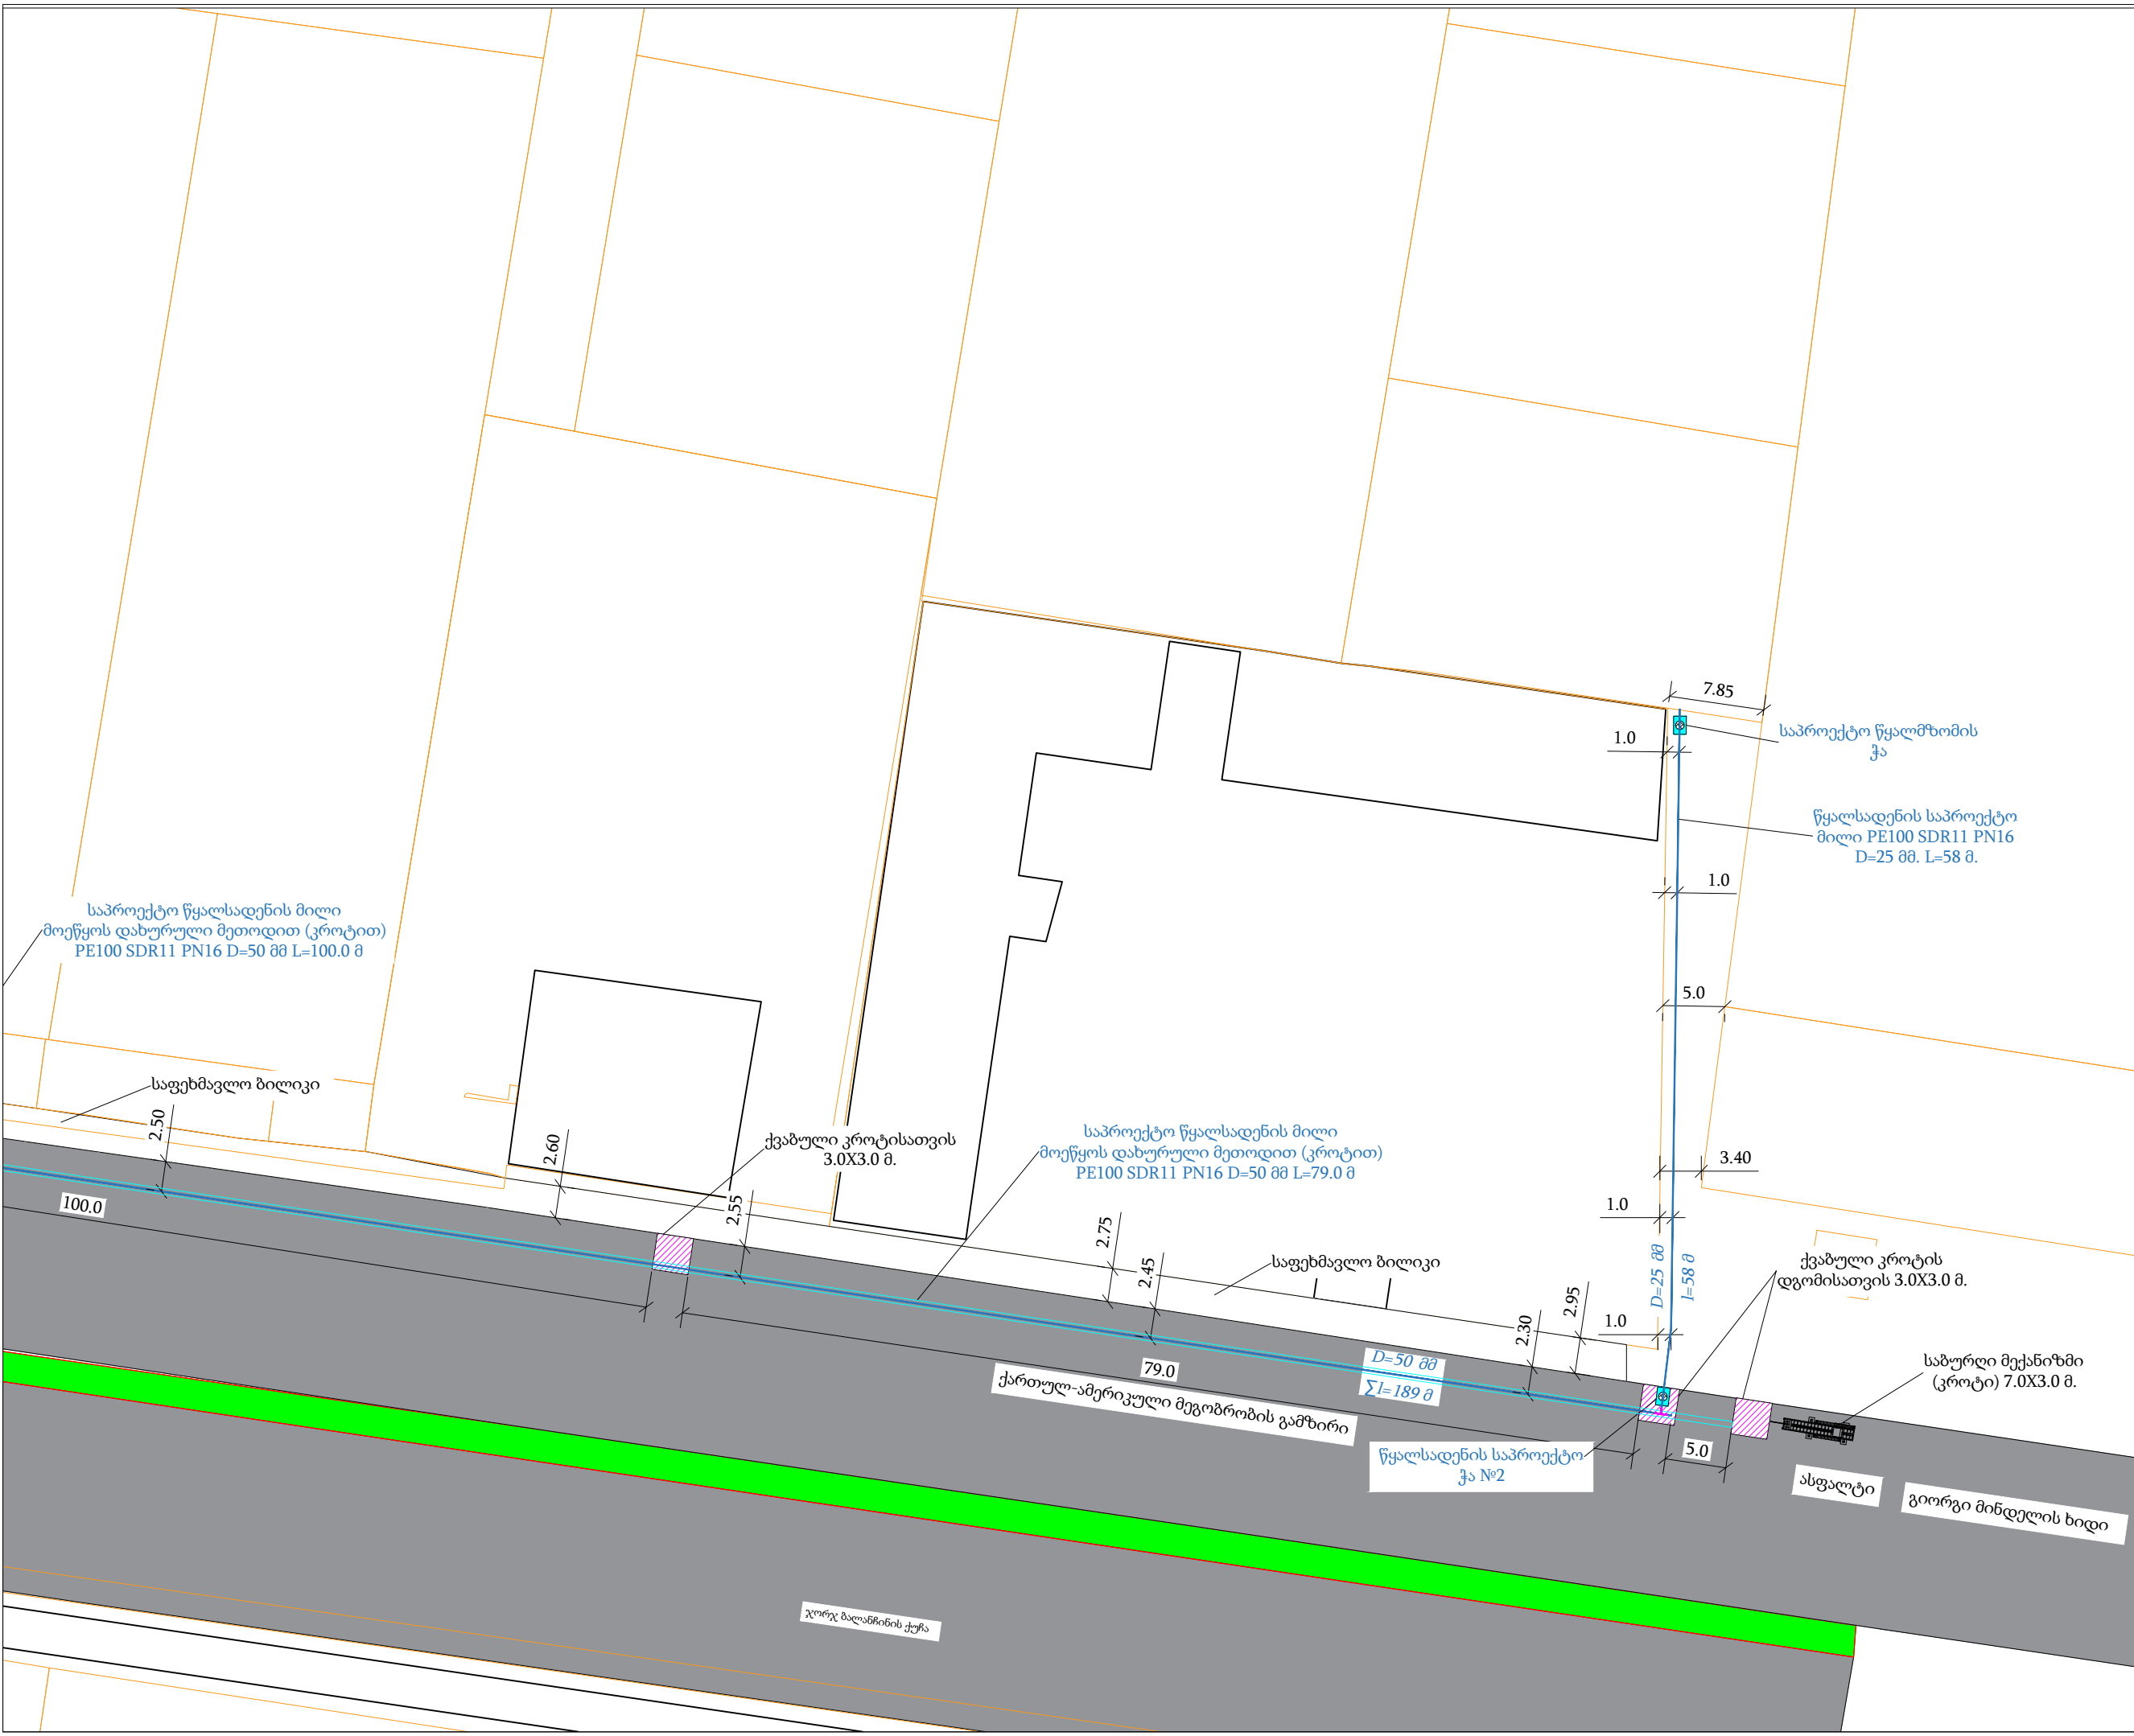 7.85
საპროექტო წყალმზომის
ჭა
1.0
წყალსადენის საპროექტო
მილი PE100 SDR11 PN16
D=25 მმ. L=58 მ.
1.0
საპროექტო წყალსადენის მილი
მოეწყოს დახურული მეთოდით (კროტით)
PE100 SDR11 PN16 D=50 მმ L=100.0 მ
5.0
საფეხმავლო ბილიკი
2.50
2.60
ქვაბული კროტისათვის
3.0X3.0 მ.
საპროექტო წყალსადენის მილი
მოეწყოს დახურული მეთოდით (კროტით)
PE100 SDR11 PN16 D=50 მმ L=79.0 მ
3.40
100.0
2,55
1.0
2.75
2.45
საფეხმავლო ბილიკი
D=25 მმ
l=58 მ
ქვაბული კროტის
დგომისათვის 3.0X3.0 მ.
2.95
2.30
1.0
79.0
D=50 მმ
∑l=189 მ
საბურღი მექანიზმი
(კროტი) 7.0X3.0 მ.
ქართულ-ამერიკული მეგობრობის გამზირი
წყალსადენის საპროექტო
ჭა №2
5.0
ასფალტი
გიორგი მინდელის ხიდი
ჯორჯ ბალანჩინის ქუჩა